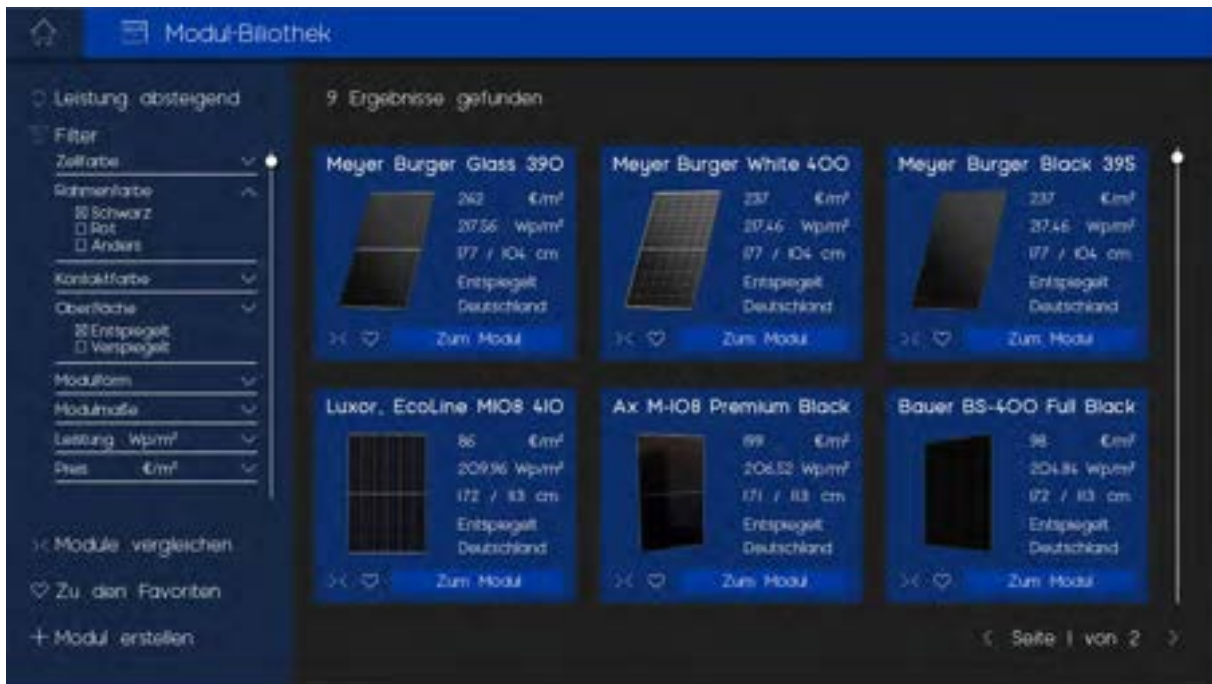 Modul-Biliothek
Leistung absteigend
Filter
Zellfarbe
Rahmenfarbe
Schwarz
Rot
Anders
Kontaktfarbe
Oberfläche
Entspiegelt
Verspiegelt
Modulform
Modulmaße
Leistung Wp/m²
Preis €/m²
Module vergleichen
Zu den Favoriten
Modul erstellen
9 Ergebnisse gefunden
Meyer Burger Glass 390
262 €/m²
217.56 Wp/m²
177 / 104 cm
Entspiegelt
Deutschland
Zum Modul
Meyer Burger White 400
237 €/m²
217.46 Wp/m²
177 / 104 cm
Entspiegelt
Deutschland
Zum Modul
Meyer Burger Black 395
237 €/m²
217.46 Wp/m²
177 / 104 cm
Entspiegelt
Deutschland
Zum Modul
Luxor, EcoLine M108 410
86 €/m²
209.96 Wp/m²
172 / 113 cm
Entspiegelt
Deutschland
Zum Modul
Ax M-108 Premium Black
199 €/m²
206.52 Wp/m²
171 / 113 cm
Entspiegelt
Deutschland
Zum Modul
Bauer BS-400 Full Black
98 €/m²
204.84 Wp/m²
172 / 113 cm
Entspiegelt
Deutschland
Zum Modul
Seite 1 von 2